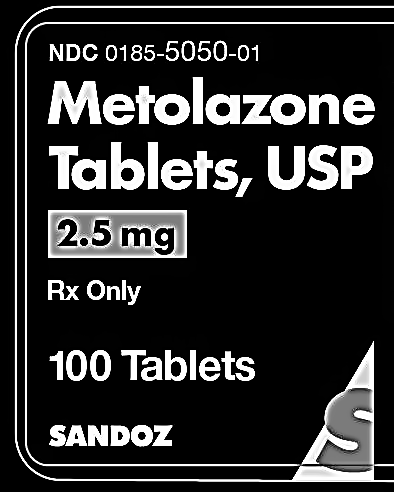 NDC 0185-5050-01
Metolazone
Tablets, USP
2.5 mg
Rx Only
100 Tablets
SANDOZ
S